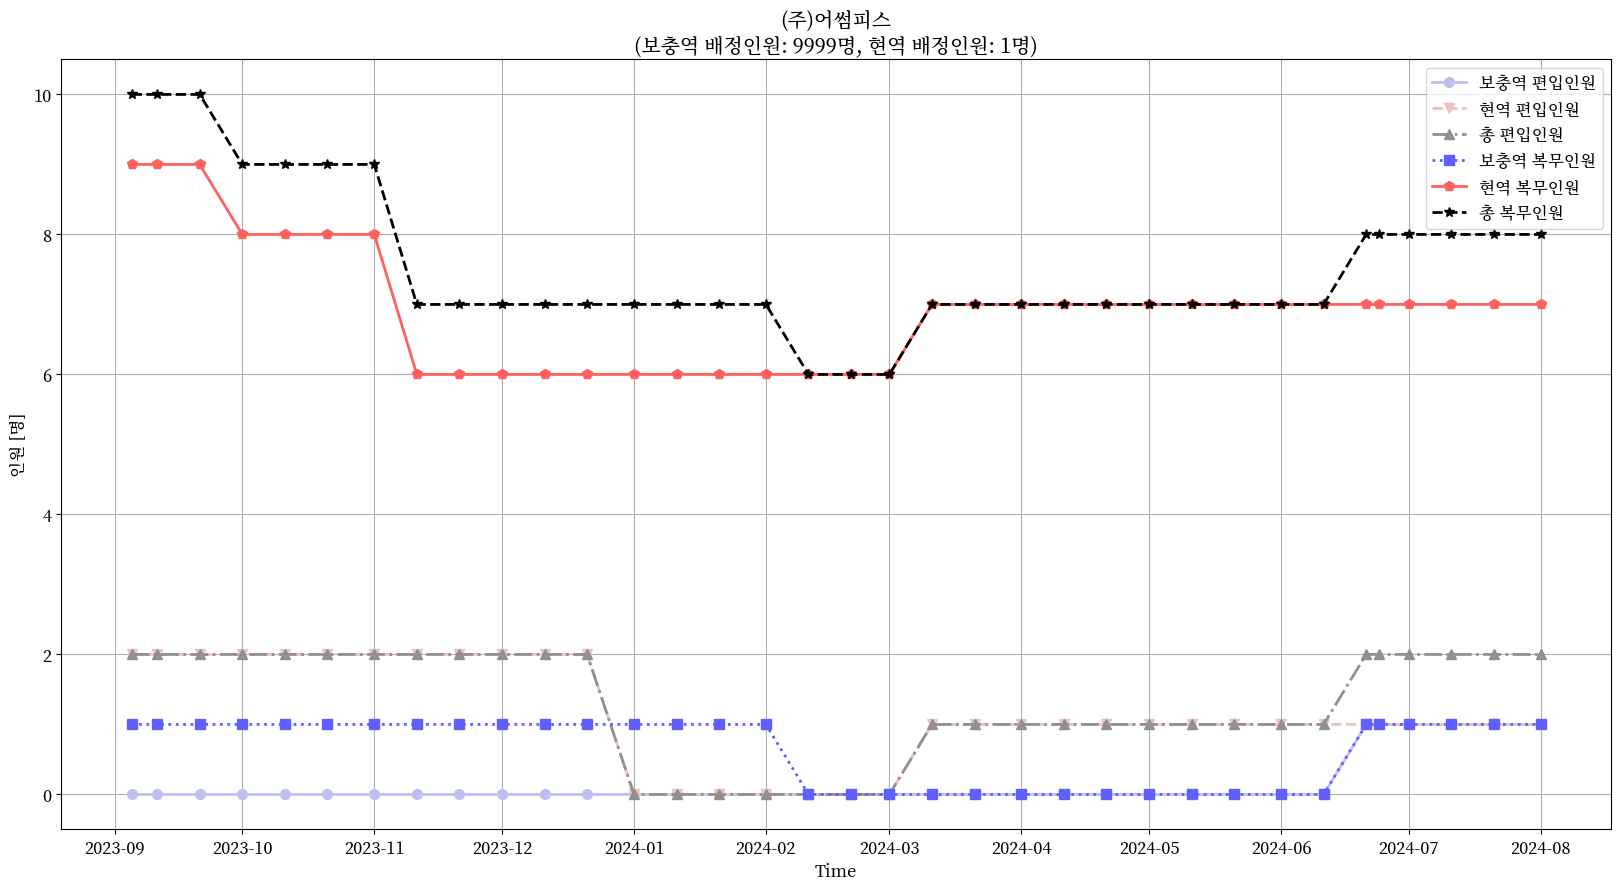 (주)어썸피스
(보충역 배정인원: 9999명, 현역 배정인원: 1명)
보충역 편입인원
현역 편입인원
총 편입인원
보충역 복무인원
현역 복무인원
총 복무인원
인원 [명]
10
8
6
4
2
0
2023-09
2023-10
2023-11
2023-12
2024-01
2024-02
2024-03
2024-04
2024-05
2024-06
2024-07
2024-08
Time